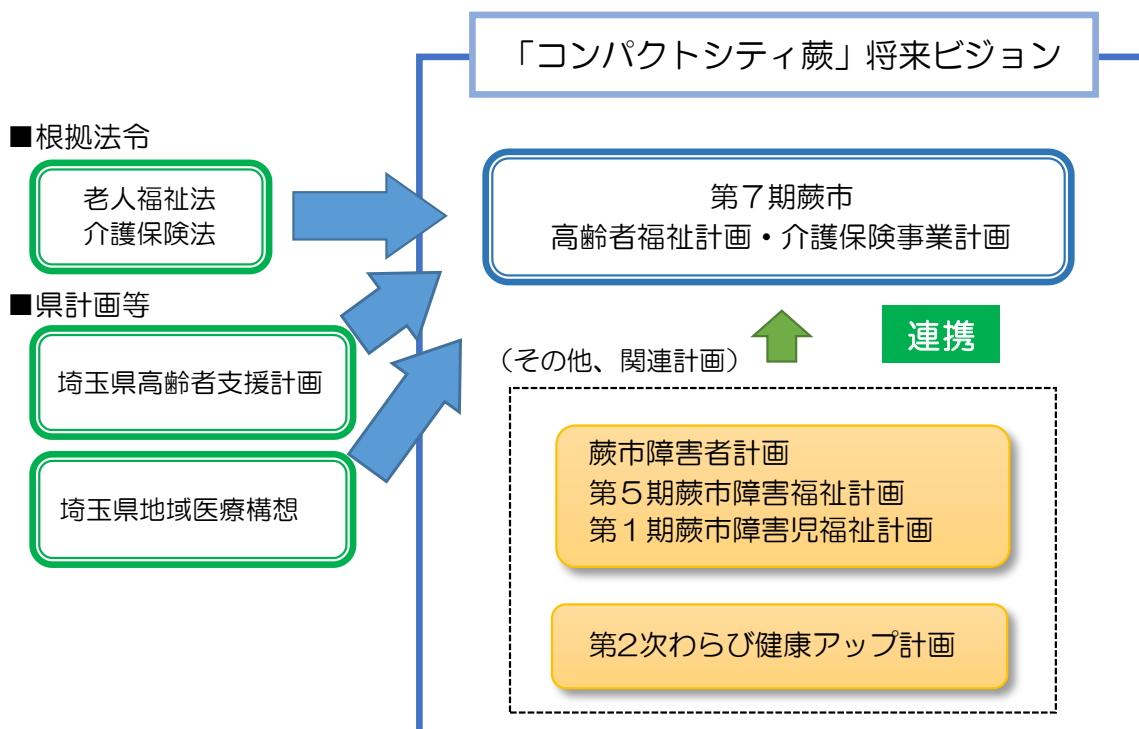 「コンパクトシティ蕨」将来ビジョン
■根拠法令
老人福祉法
介護保険法
第７期蕨市
高齢者福祉計画・介護保険事業計画
■県計画等
埼玉県高齢者支援計画
埼玉県地域医療構想
連携
（その他、関連計画）
蕨市障害者計画
第５期蕨市障害福祉計画
第１期蕨市障害児福祉計画
第2次わらび健康アップ計画